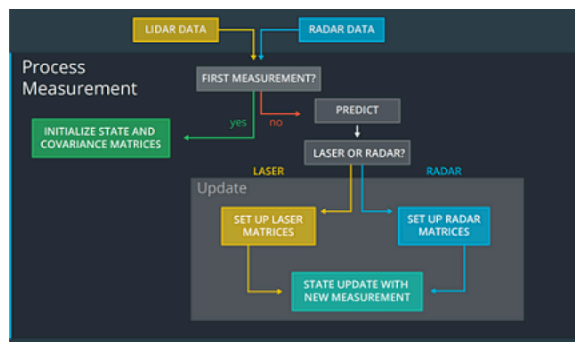 LIDAR DATA
RADAR DATA
Process
Measurement
FIRST MEASUREMENT?
yes
no
PREDICT
INITIALIZE STATE AND
COVARIANCE MATRICES
LASER OR RADAR?
LASER
RADAR
Update
SET UP LASER
MATRICES
SET UP RADAR
MATRICES
STATE UPDATE WITH
NEW MEASUREMENT